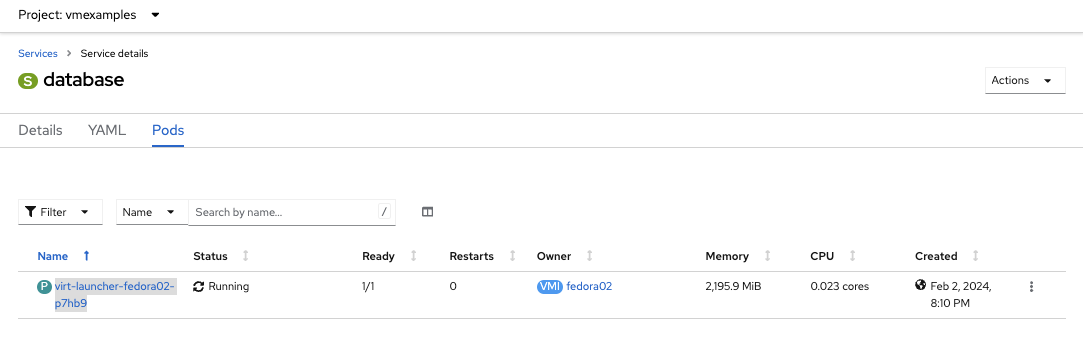 Project: vmexamples
Services > Service details
S database
Actions
Details YAML Pods
Filter Name Search by name... /
Name Status Ready Restarts Owner Memory CPU Created
P virt-launcher-fedora02- Running 1/1 0 VMI fedora02 2,195.9 MiB 0.023 cores Feb 2, 2024,
p7hb9 8:10 PM